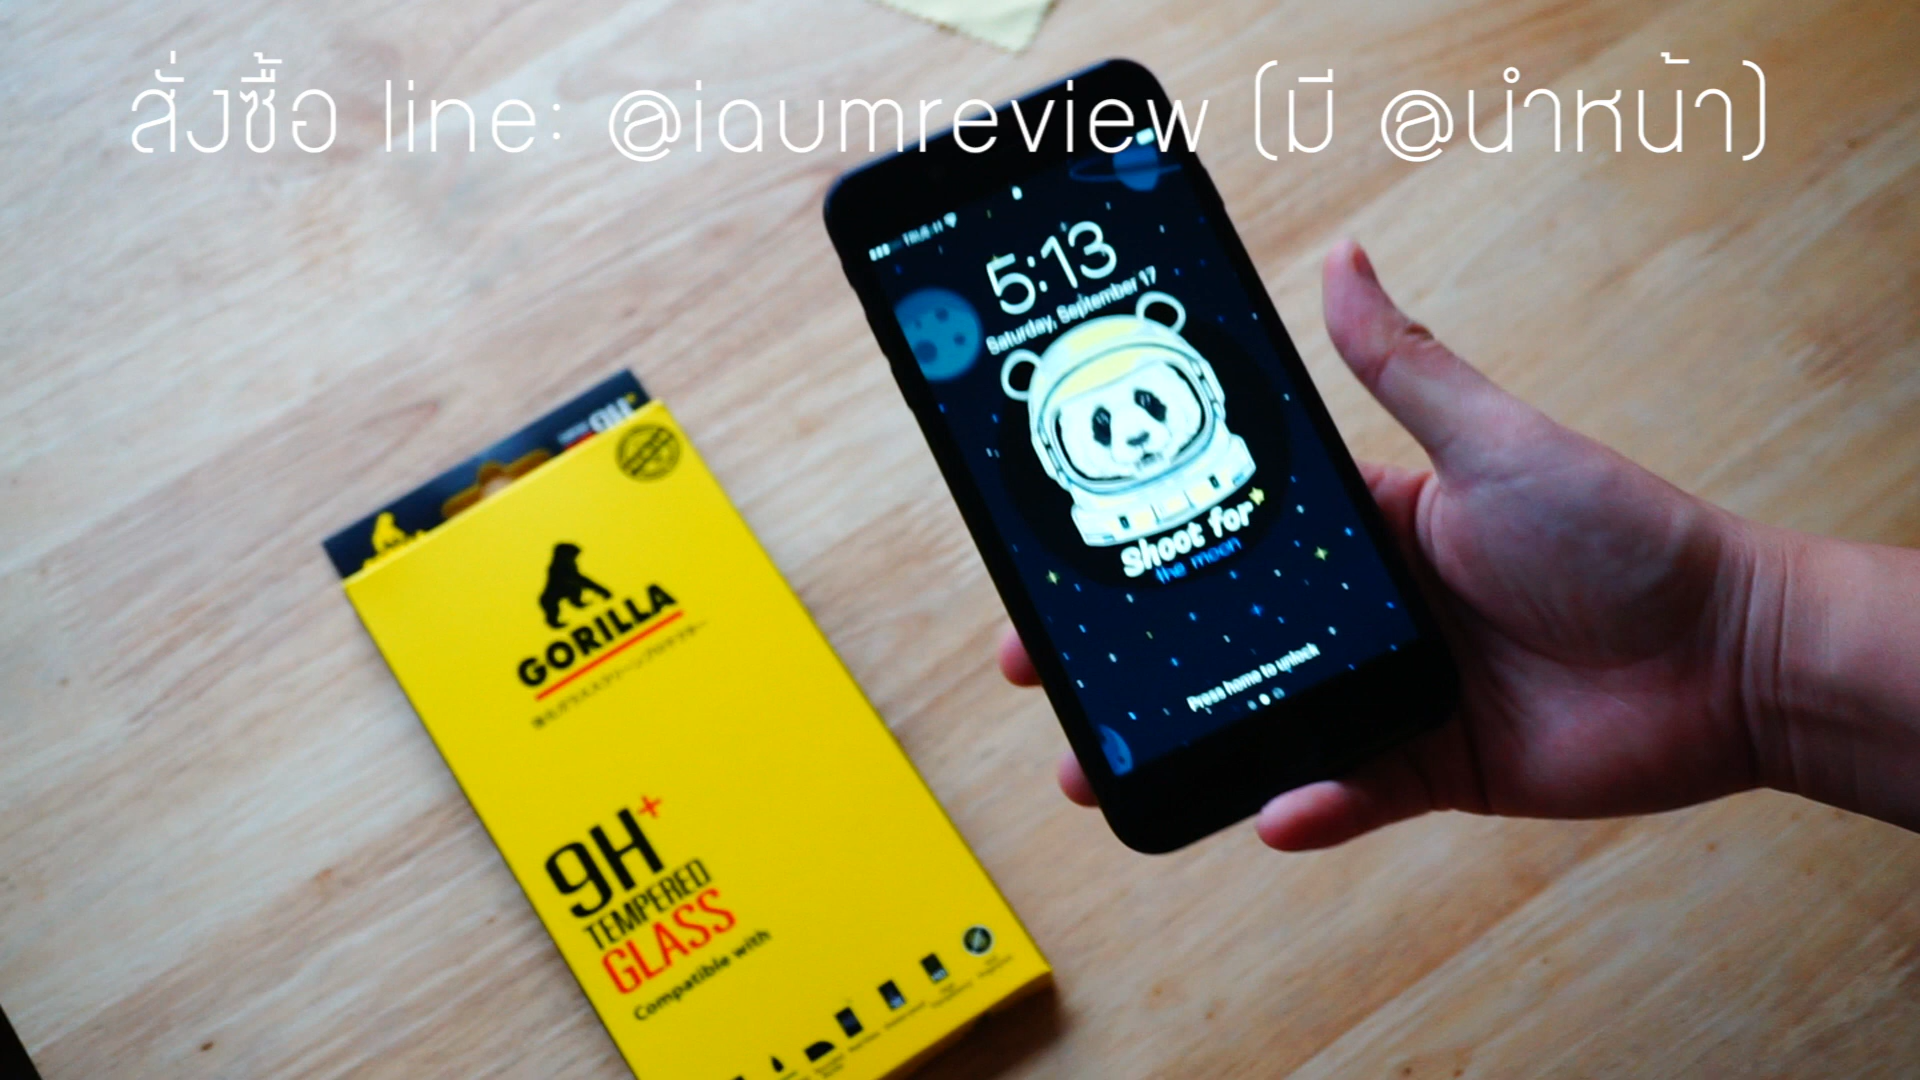 สั่งซื้อ line: @iaumreview (มี @นำหน้า)
TRUE-H
5:13
Saturday, September 17
Shoot for
the moon
Press home to unlock
GORILLA
9H+
TEMPERED
GLASS
Compatible with